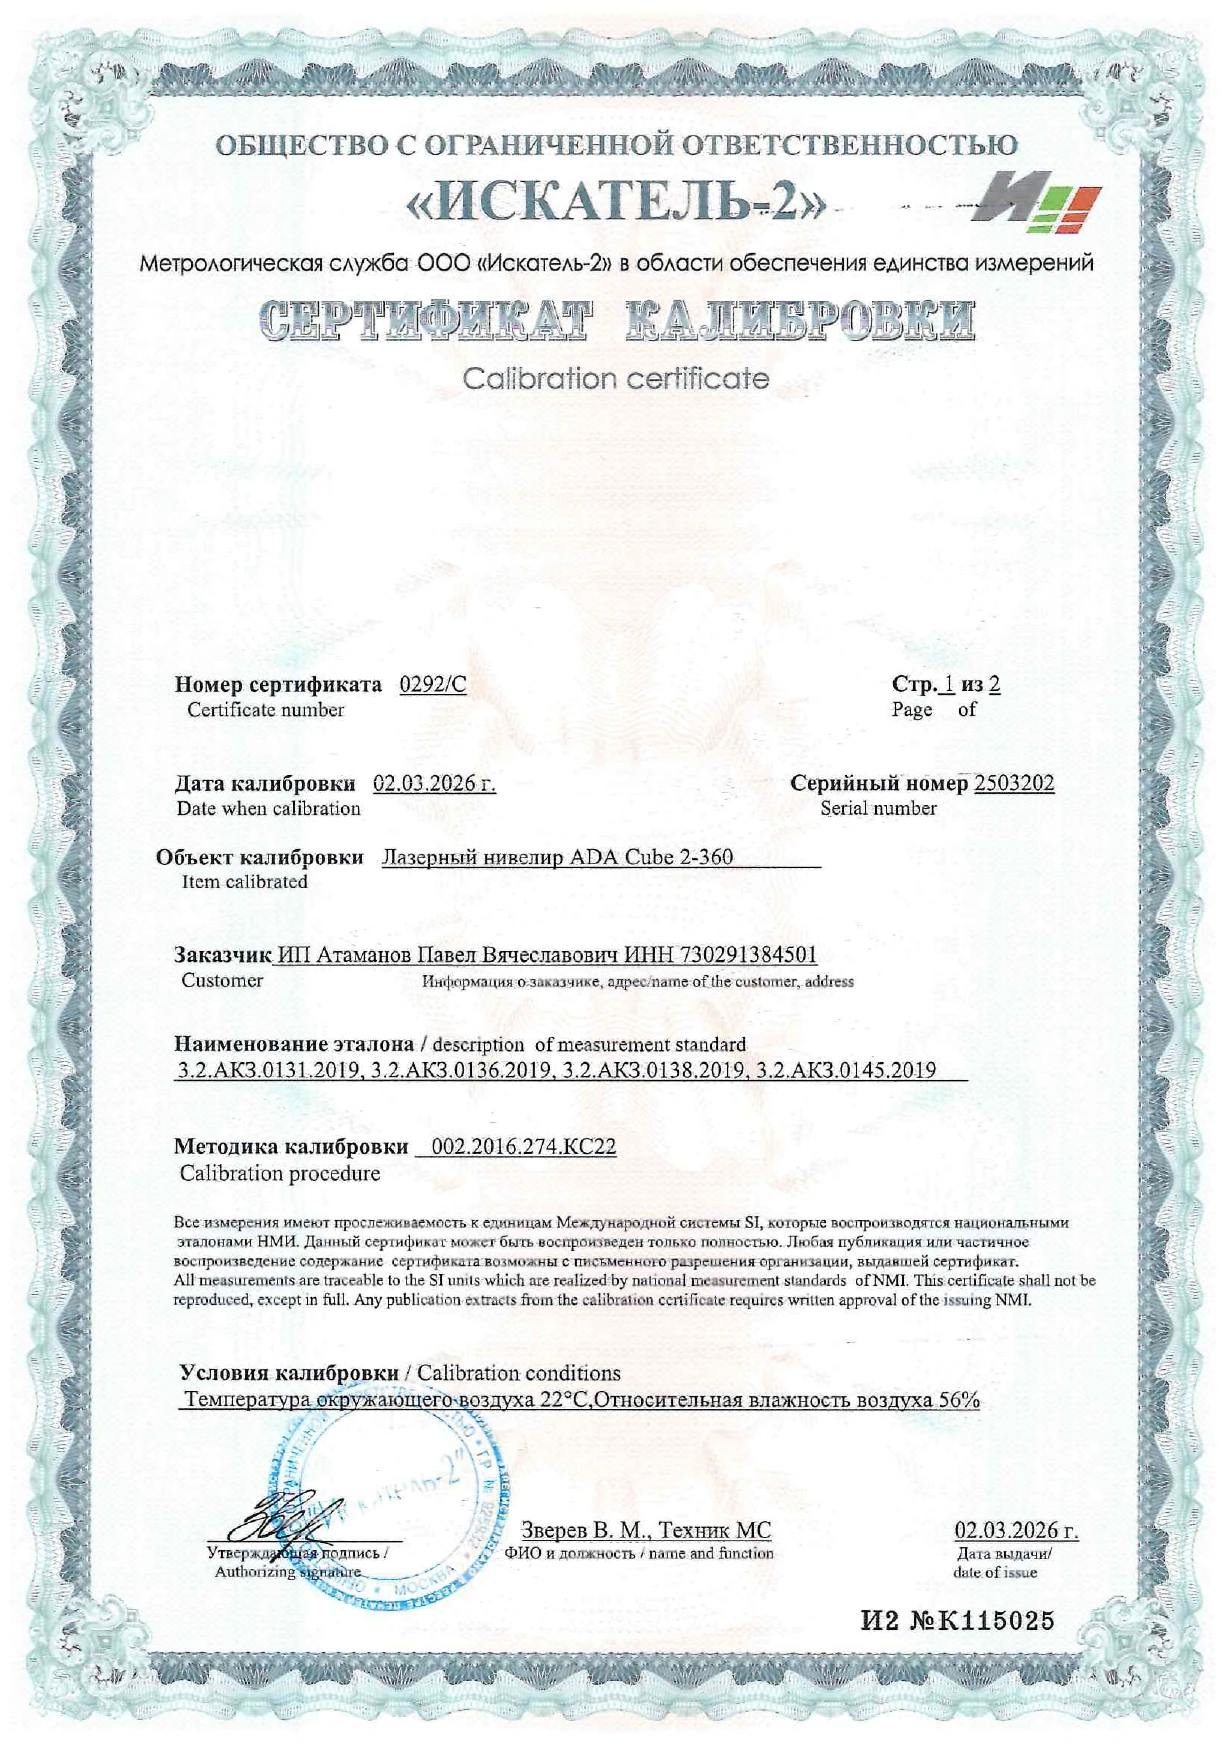 ОБЩЕСТВО С ОГРАНИЧЕННОЙ ОТВЕТСТВЕННОСТЬЮ
«ИСКАТЕЛЬ-2»
Метрологическая служба ООО «Искатель-2» в области обеспечения единства измерений
СЕРТИФИКАТ КАЛИБРОВКИ
Calibration certificate
Номер сертификата 0292/С Стр. 1 из 2
Certificate number Page of
Дата калибровки 02.03.2026 г. Серийный номер 2503202
Date when calibration Serial number
Объект калибровки Лазерный нивелир ADA Cube 2-360
Item calibrated
Заказчик ИП Атаманов Павел Вячеславович ИНН 730291384501
Customer Информация о заказчике, адрес/name of the customer, address
Наименование эталона / description of measurement standard
3.2.АКЗ.0131.2019, 3.2.АКЗ.0136.2019, 3.2.АКЗ.0138.2019, 3.2.АКЗ.0145.2019
Методика калибровки 002.2016.274.КС22
Calibration procedure
Все измерения имеют прослеживаемость к единицам Международной системы SI, которые воспроизводятся национальными
эталонами НМИ. Данный сертификат может быть воспроизведен только полностью. Любая публикация или частичное
воспроизведение содержание сертификата возможны с письменного разрешения организации, выдавшей сертификат.
All measurements are traceable to the SI units which are realized by national measurement standards of NMI. This certificate shall not be
reproduced, except in full. Any publication extracts from the calibration certificate requires written approval of the issuing NMI.
Условия калибровки / Calibration conditions
Температура окружающего воздуха 22°С,Относительная влажность воздуха 56%
Зверев В. М., Техник МС 02.03.2026 г.
Утверждающая подпись / ФИО и должность / name and function Дата выдачи/
Authorizing signature date of issue
МОСКВА
И2 №К115025